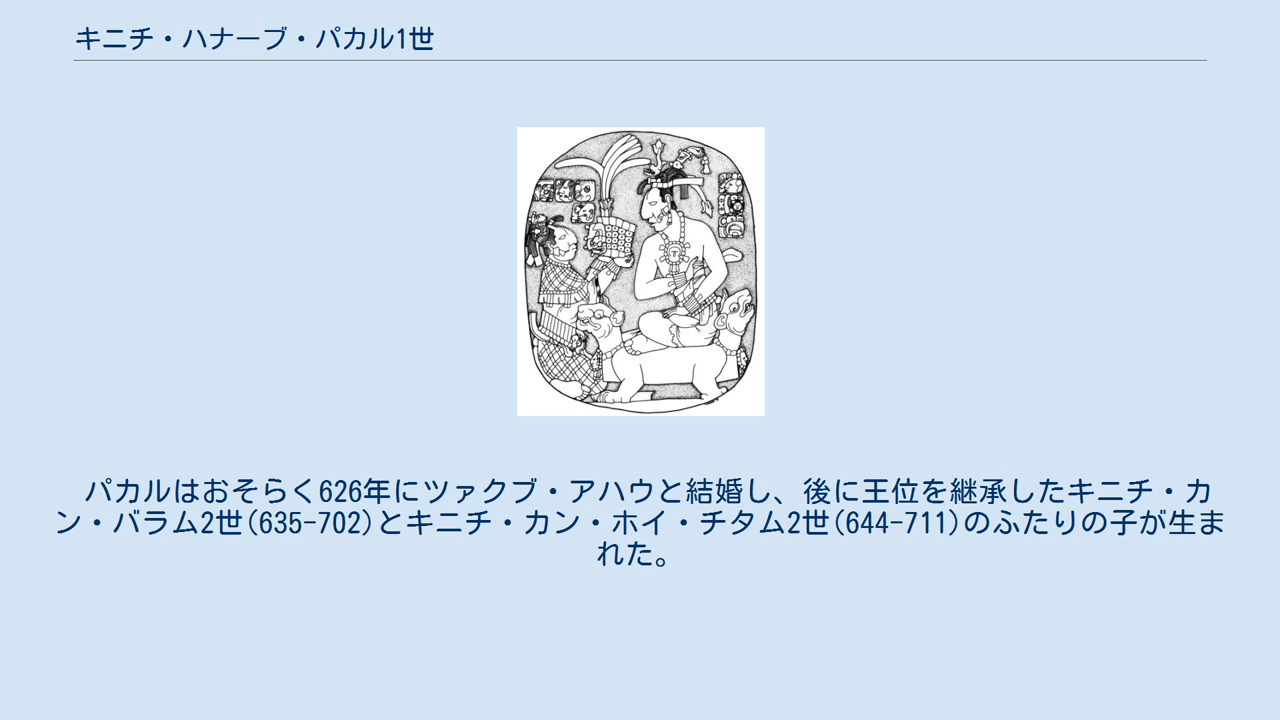 キニチ・ハナーブ・パカル1世
パカルはおそらく626年にツァクブ・アハウと結婚し、後に王位を継承したキニチ・カ
ン・バラム2世(635-702)とキニチ・カン・ホイ・チタム2世(644-711)のふたりの子が生ま
れた。